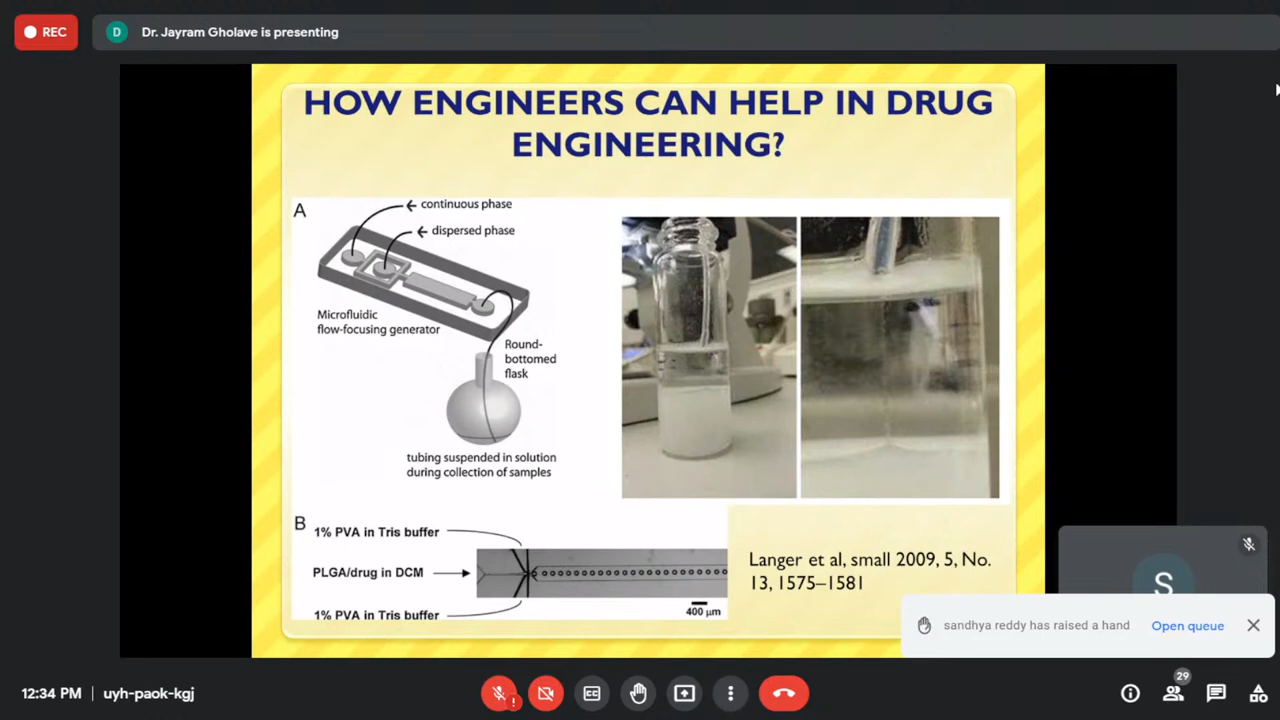 REC
D
Dr. Jayram Gholave is presenting
HOW ENGINEERS CAN HELP IN DRUG
ENGINEERING?
A
continuous phase
dispersed phase
Microfluidic
flow-focusing generator
Round-
bottomed
flask
tubing suspended in solution
during collection of samples
B
1% PVA in Tris buffer
PLGA/drug in DCM
1% PVA in Tris buffer
400 µm
Langer et al, small 2009, 5, No.
13, 1575–1581
S
sandhya reddy has raised a hand
Open queue
12:34 PM | uyh-paok-kgj
CC
29